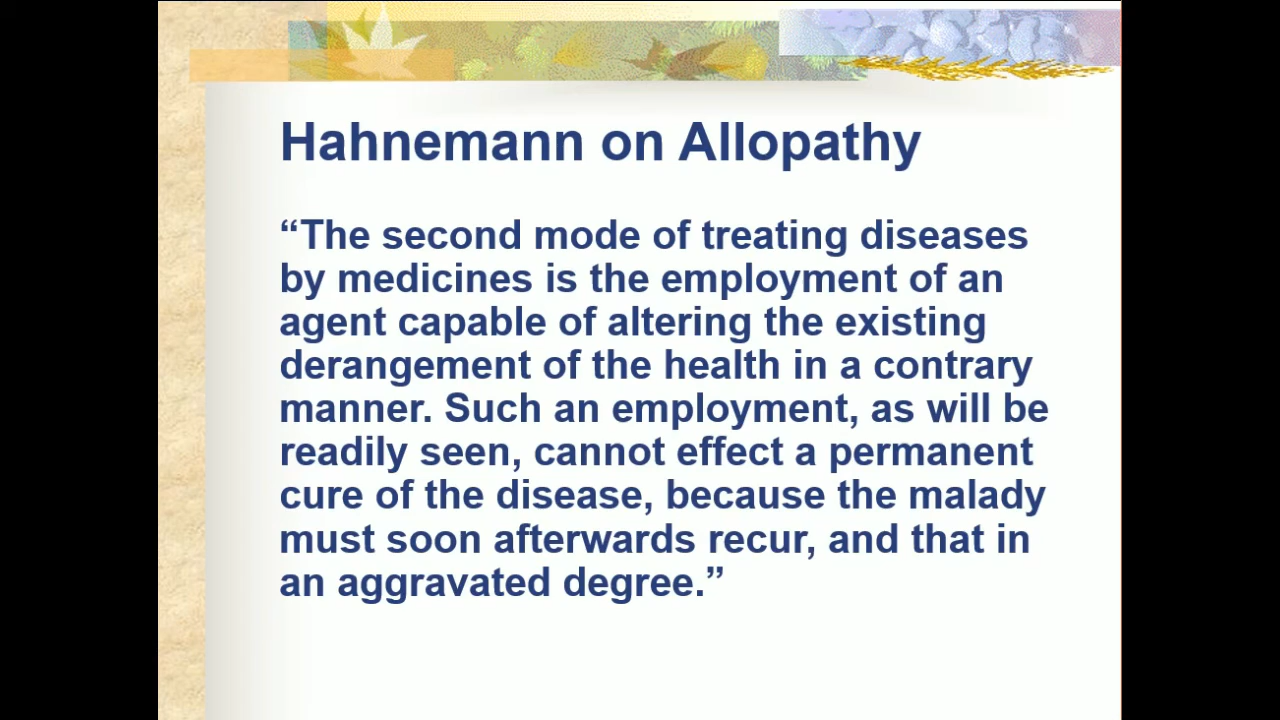 Hahnemann on Allopathy
“The second mode of treating diseases
by medicines is the employment of an
agent capable of altering the existing
derangement of the health in a contrary
manner. Such an employment, as will be
readily seen, cannot effect a permanent
cure of the disease, because the malady
must soon afterwards recur, and that in
an aggravated degree.”